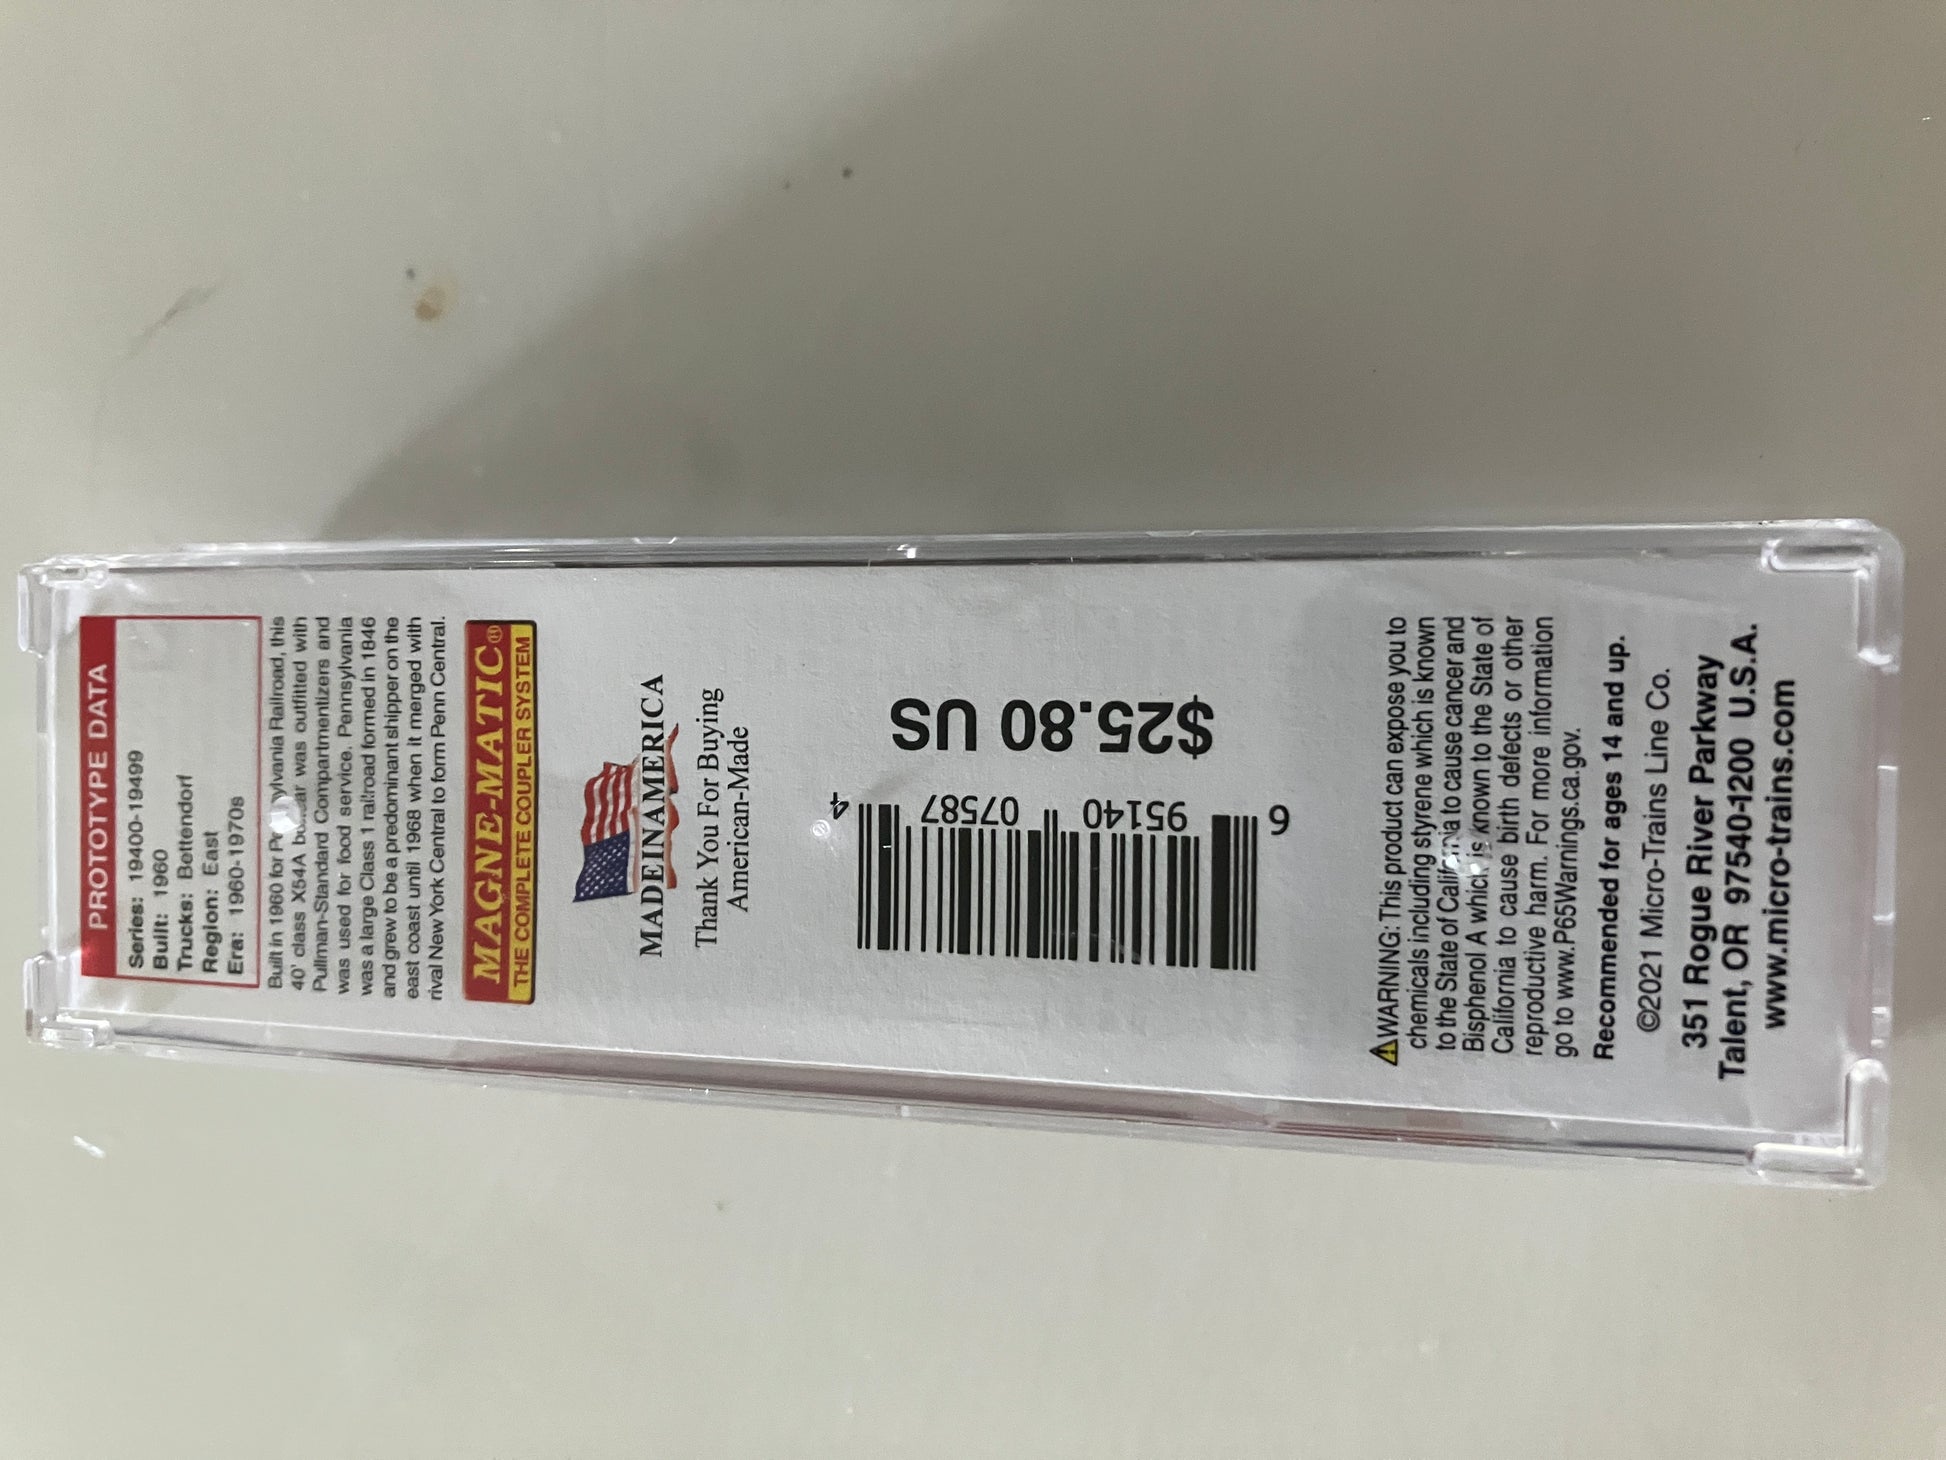 PROTOTYPE DATA
Series: 19400-19499
Built: 1960
Trucks: Bettendorf
Region: East
Era: 1960-1970s
Built in 1960 for Railroad, this
40' class X54A was outfitted with
Pullman-Standard Compartmentizers and
was used for food service. Pennsylvania
was a large Class 1 railroad formed in 1846
and grew to be a predominant shipper on the
east coast until 1968 when it merged with
rival New York Central to form Penn Central.
MAGNE-MATIC®
THE COMPLETE COUPLER SYSTEM
MADE IN AMERICA
Thank You For Buying
American-Made
$25.80 US
6 95140 07587 4
⚠WARNING: This product can expose you to
chemicals including styrene which is known
to the State of California to cause cancer and
Bisphenol A which is known to the State of
California to cause birth defects or other
reproductive harm. For more information
go to www.P65Warnings.ca.gov.
Recommended for ages 14 and up.
©2021 Micro-Trains Line Co.
351 Rogue River Parkway
Talent, OR 97540-1200 U.S.A.
www.micro-trains.com